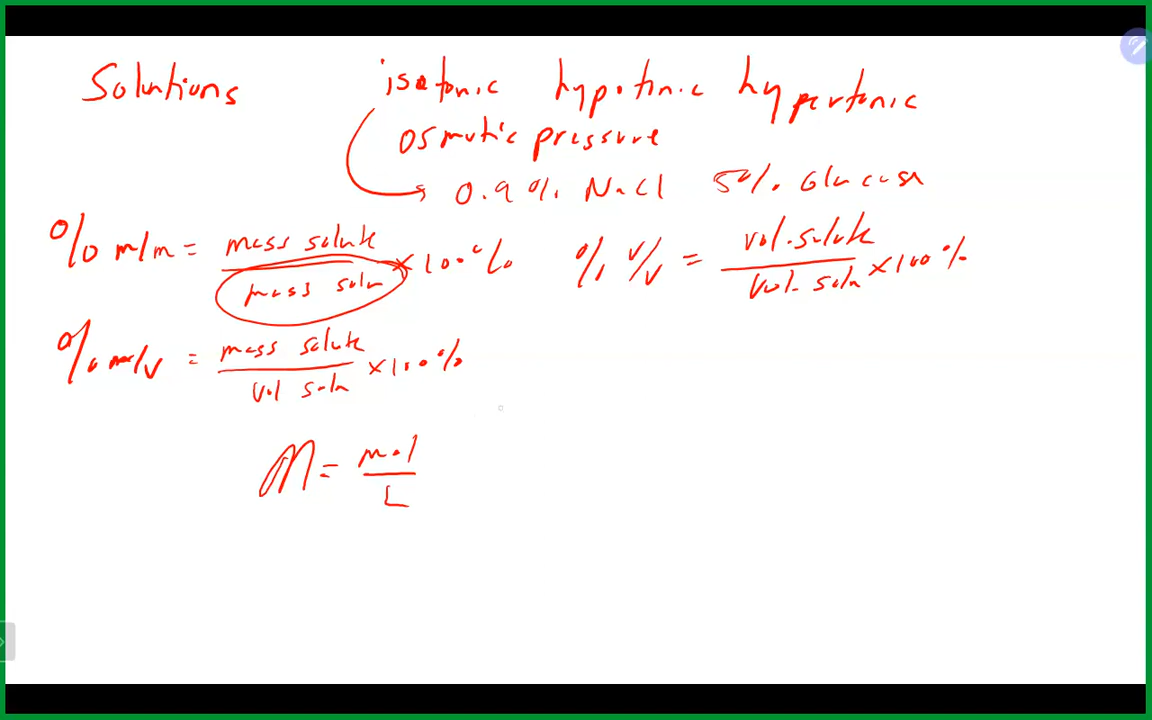 Solutions isotonic hypotonic hypertonic
osmotic pressure
0.9% NaCl 5% Glucose
% m/m = mass solute / mass soln × 100% % v/v = vol. solute / vol. soln × 100%
% m/v = mass solute / vol soln × 100%
M = mol / L